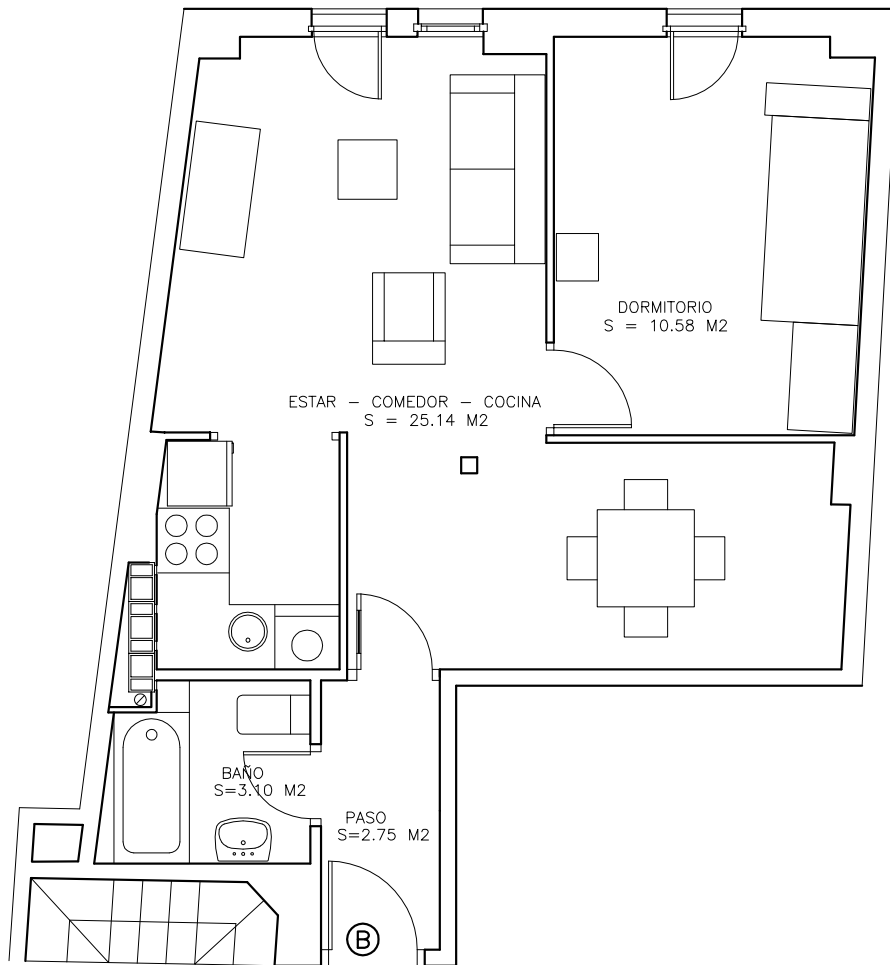 DORMITORIO
S = 10.58 M2
ESTAR - COMEDOR - COCINA
S = 25.14 M2
BAÑO
S=3.10 M2
PASO
S=2.75 M2
B